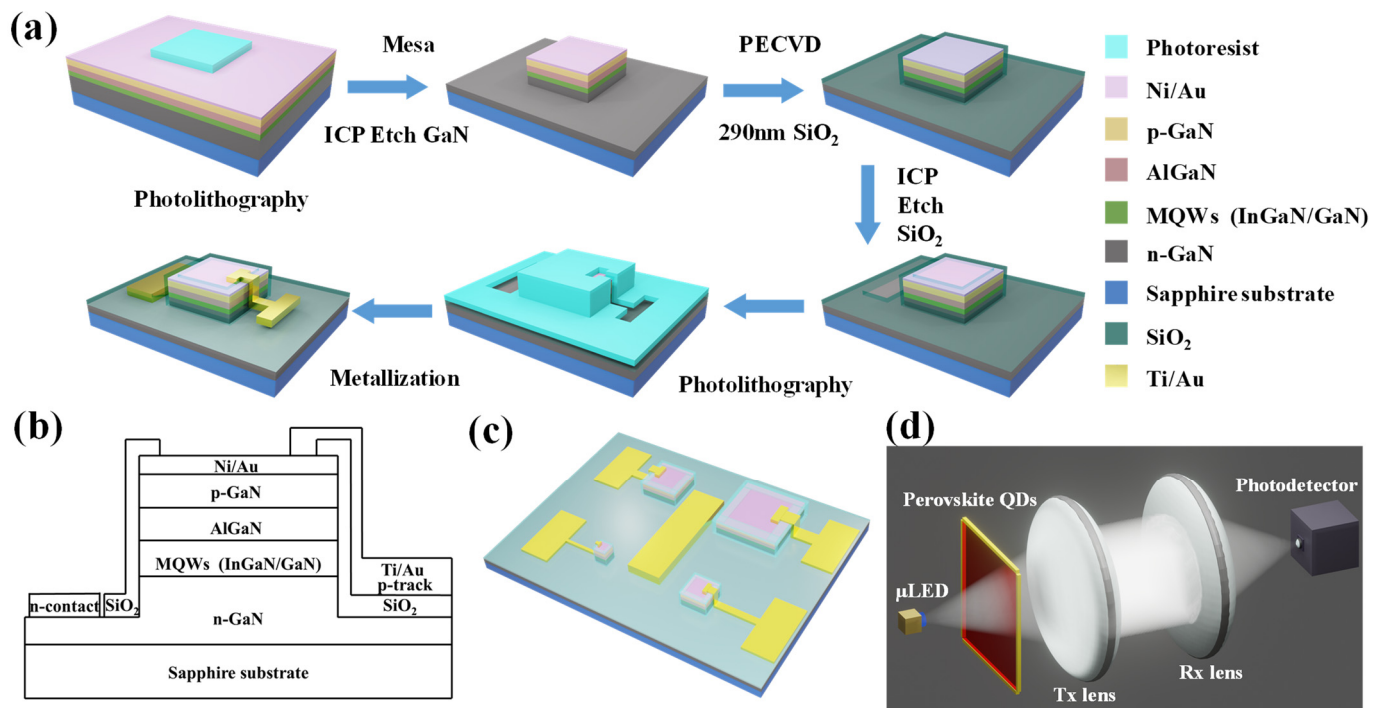 (a)
Mesa
ICP Etch GaN
PECVD
290nm SiO₂
Photolithography
ICP
Etch
SiO₂
Metallization
Photolithography
Photoresist
Ni/Au
p-GaN
AlGaN
MQWs (InGaN/GaN)
n-GaN
Sapphire substrate
SiO₂
Ti/Au
(b)
Ni/Au
p-GaN
AlGaN
MQWs (InGaN/GaN)
Ti/Au
p-track
n-contact
SiO₂
SiO₂
n-GaN
Sapphire substrate
(c)
(d)
Perovskite QDs
Photodetector
μLED
Tx lens
Rx lens